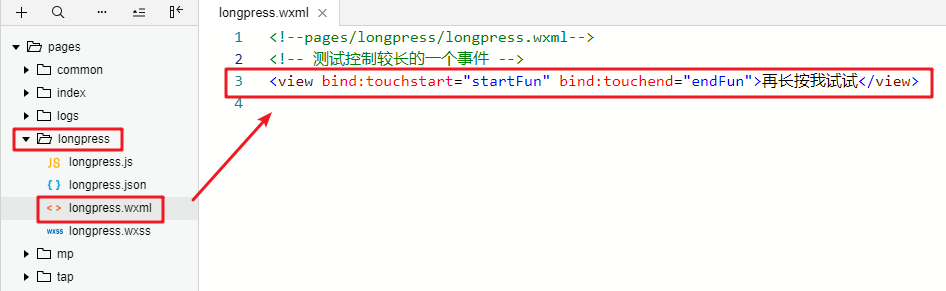 longpress.wxml
pages
common
index
logs
longpress
JS longpress.js
{ } longpress.json
< > longpress.wxml
WXSS longpress.wxss
mp
tap
1 <!--pages/longpress/longpress.wxml-->
2 <!-- 测试控制较长的一个事件 -->
3 <view bind:touchstart="startFun" bind:touchend="endFun">再长按我试试</view>
4